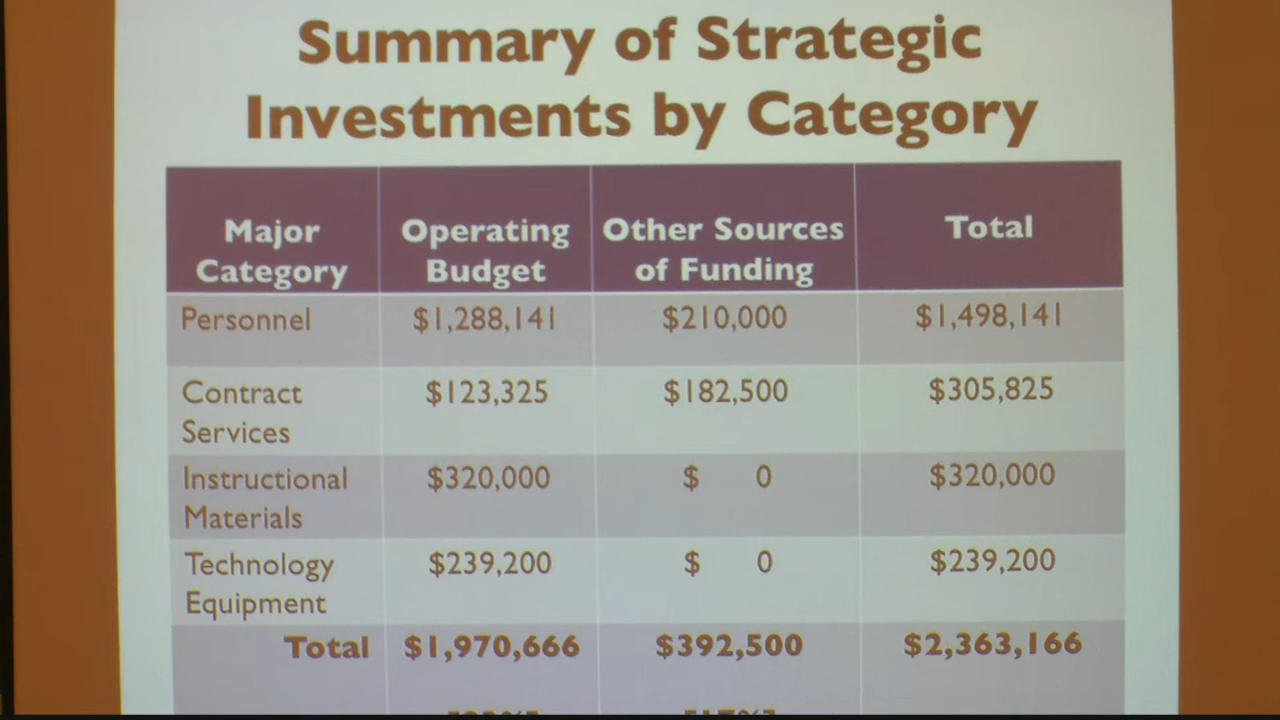 Summary of Strategic
Investments by Category
Major Category Operating Budget Other Sources of Funding Total
Personnel $1,288,141 $210,000 $1,498,141
Contract Services $123,325 $182,500 $305,825
Instructional Materials $320,000 $ 0 $320,000
Technology Equipment $239,200 $ 0 $239,200
Total $1,970,666 $392,500 $2,363,166